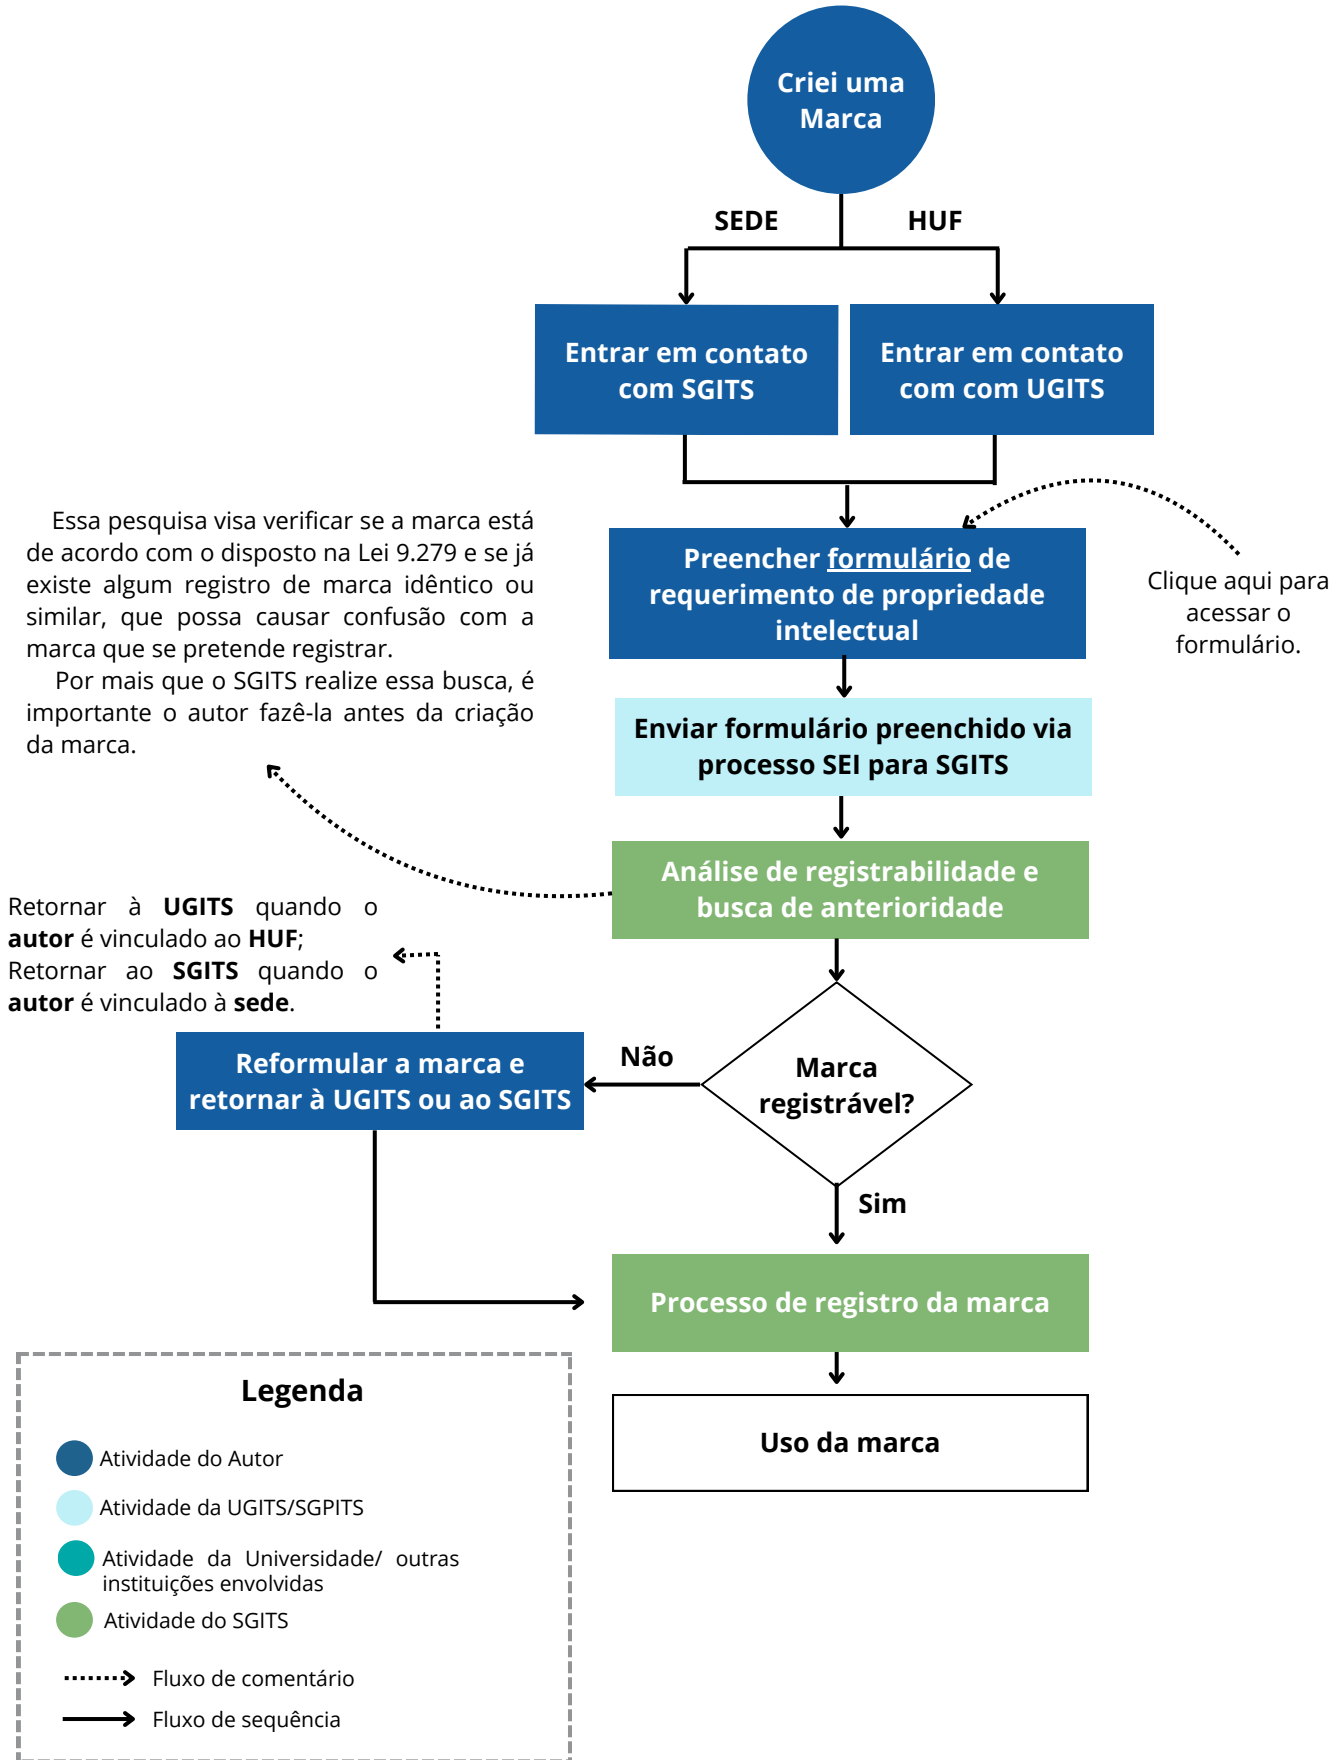 Criei uma
Marca
SEDE
HUF
Entrar em contato
com SGITS
Entrar em contato
com com UGITS
Essa pesquisa visa verificar se a marca está
de acordo com o disposto na Lei 9.279 e se já
existe algum registro de marca idêntico ou
similar, que possa causar confusão com a
marca que se pretende registrar.
Por mais que o SGITS realize essa busca, é
importante o autor fazê-la antes da criação
da marca.
Preencher formulário de
requerimento de propriedade
intelectual
Clique aqui para
acessar o
formulário.
Enviar formulário preenchido via
processo SEI para SGITS
Análise de registrabilidade e
busca de anterioridade
Retornar à UGITS quando o
autor é vinculado ao HUF;
Retornar ao SGITS quando o
autor é vinculado à sede.
Reformular a marca e
retornar à UGITS ou ao SGITS
Não
Marca
registrável?
Sim
Processo de registro da marca
Uso da marca
Legenda
Atividade do Autor
Atividade da UGITS/SGPITS
Atividade da Universidade/ outras
instituições envolvidas
Atividade do SGITS
Fluxo de comentário
Fluxo de sequência